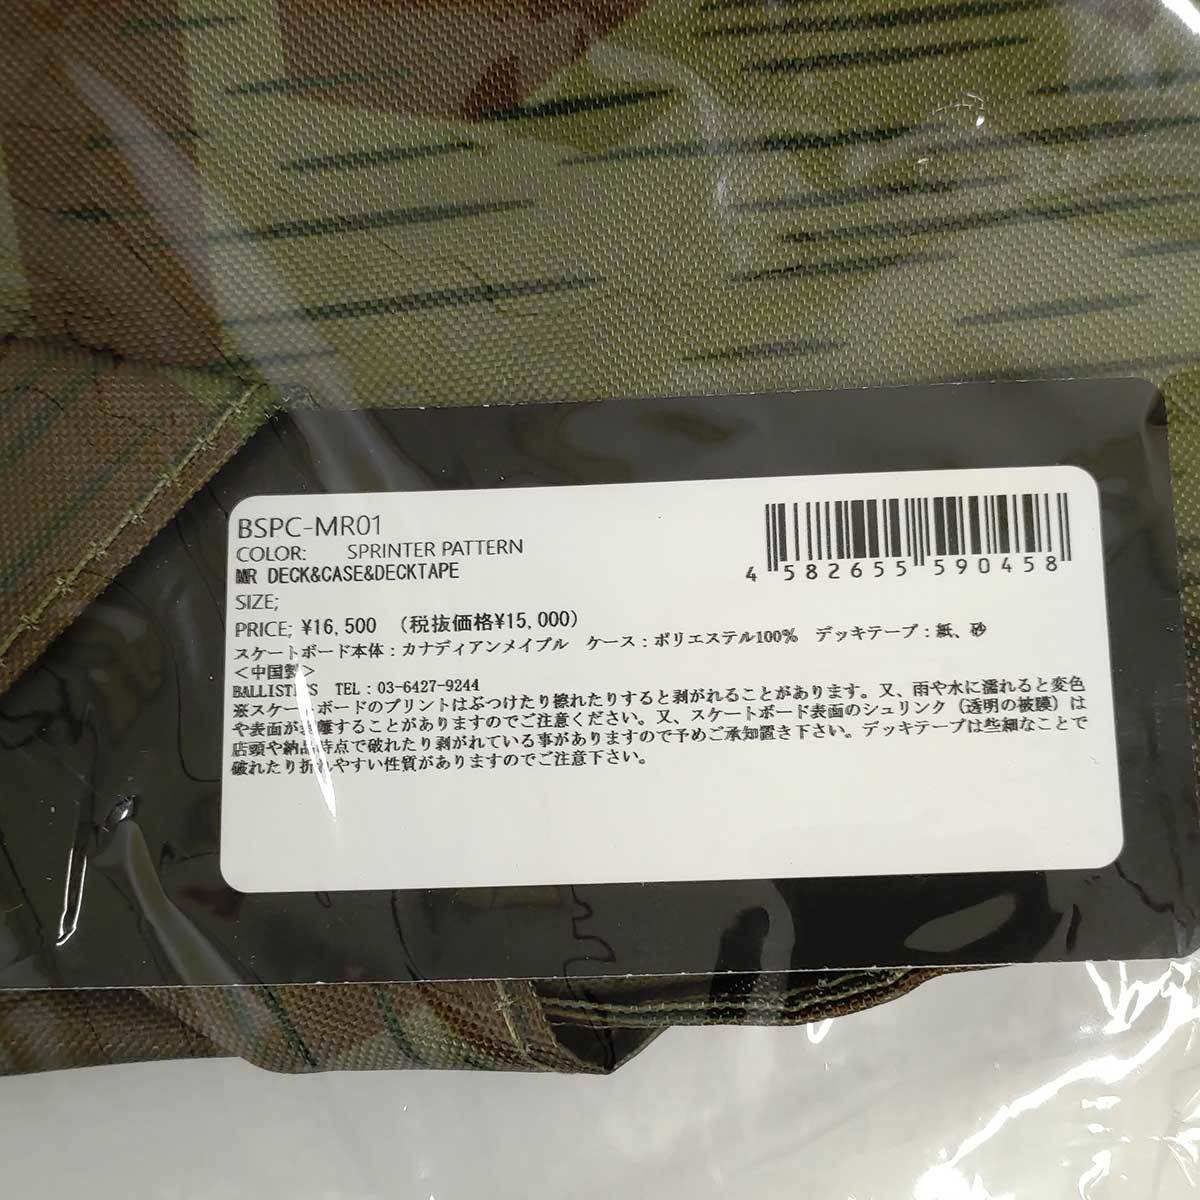 BSPC-MR01
COLOR: SPRINTER PATTERN
MR DECK&CASE&DECKTAPE
SIZE;
PRICE; ¥16,500 (税抜価格¥15,000)
スケートボード本体：カナディアンメイプル ケース：ポリエステル100% デッキテープ：紙、砂
＜中国製＞
BALLISTICS TEL：03-6427-9244
※スケートボードのプリントはぶつけたり擦れたりすると剥がれることがあります。又、雨や水に濡れると変色
や表面が剥離することがありますのでご注意ください。又、スケートボード表面のシュリンク（透明の被膜）は
店頭や納品時点で破れたり剥がれている事がありますので予めご承知置き下さい。デッキテープは些細なことで
破れたり折れやすい性質がありますのでご注意下さい。
4 582655 590458